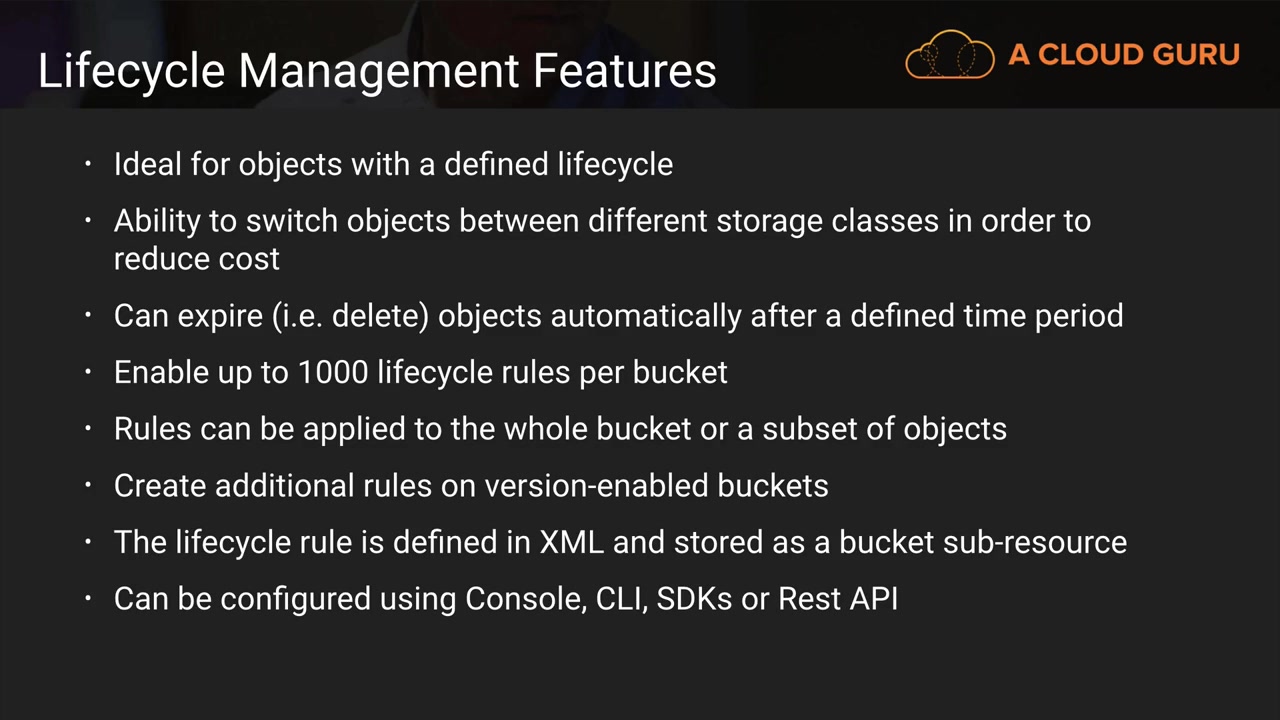 Lifecycle Management Features
A CLOUD GURU
• Ideal for objects with a defined lifecycle
• Ability to switch objects between different storage classes in order to
reduce cost
• Can expire (i.e. delete) objects automatically after a defined time period
• Enable up to 1000 lifecycle rules per bucket
• Rules can be applied to the whole bucket or a subset of objects
• Create additional rules on version-enabled buckets
• The lifecycle rule is defined in XML and stored as a bucket sub-resource
• Can be configured using Console, CLI, SDKs or Rest API